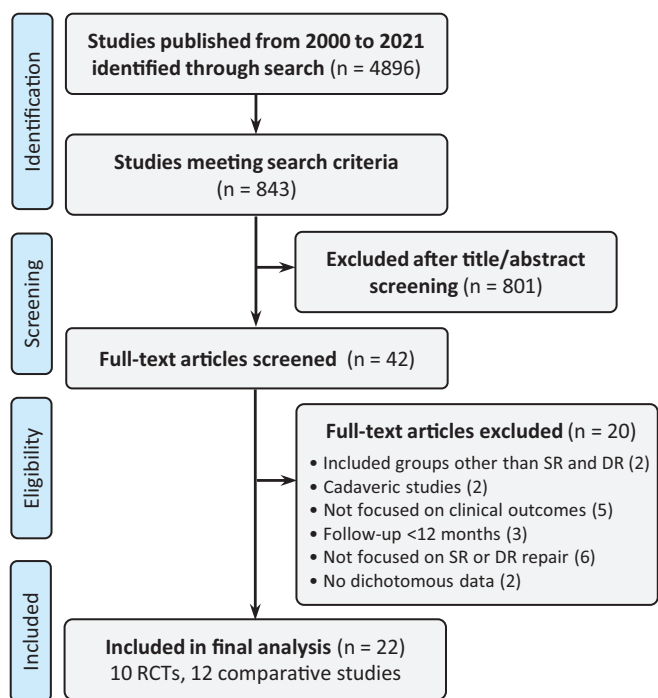 Identification
Studies published from 2000 to 2021
identified through search (n = 4896)
Studies meeting search criteria
(n = 843)
Screening
Excluded after title/abstract
screening (n = 801)
Full-text articles screened (n = 42)
Eligibility
Full-text articles excluded (n = 20)
• Included groups other than SR and DR (2)
• Cadaveric studies (2)
• Not focused on clinical outcomes (5)
• Follow-up <12 months (3)
• Not focused on SR or DR repair (6)
• No dichotomous data (2)
Included
Included in final analysis (n = 22)
10 RCTs, 12 comparative studies